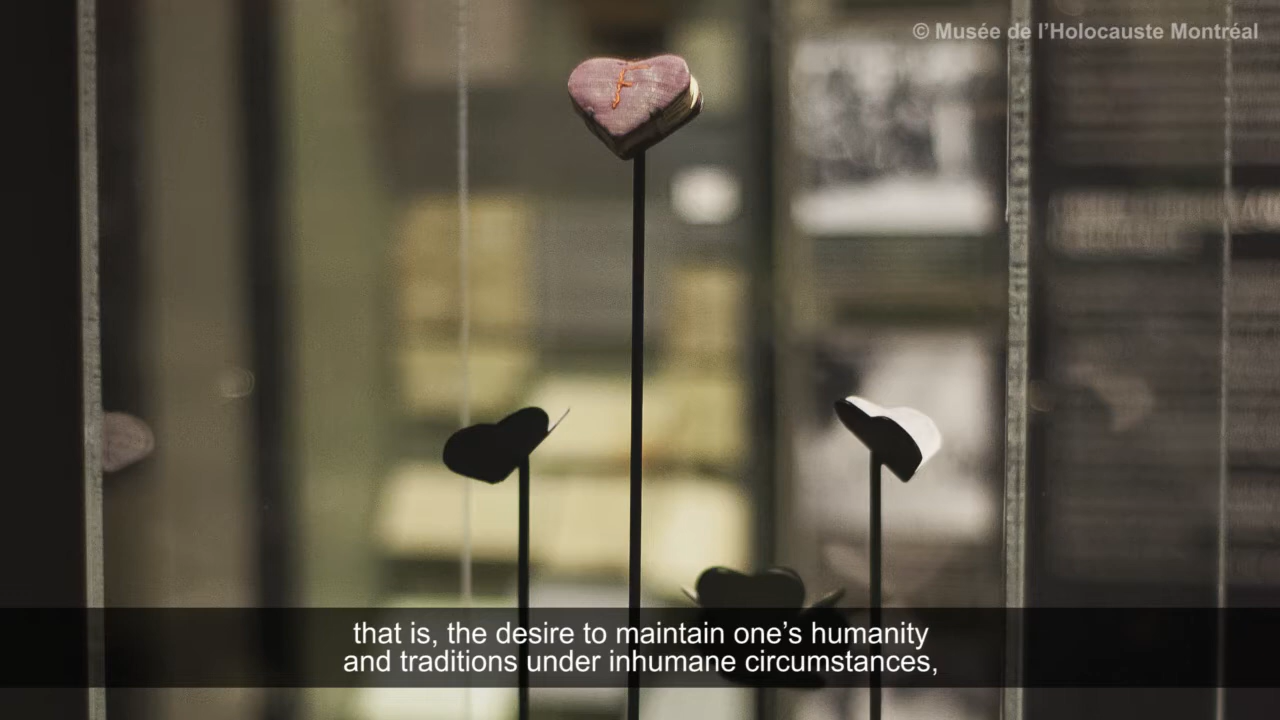 © Musée de l’Holocauste Montréal
that is, the desire to maintain one’s humanity
and traditions under inhumane circumstances,